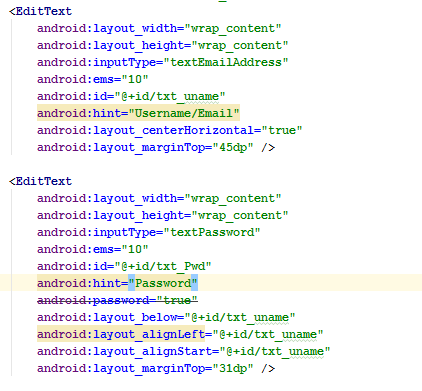 <EditText
android:layout_width="wrap_content"
android:layout_height="wrap_content"
android:inputType="textEmailAddress"
android:ems="10"
android:id="@+id/txt_uname"
android:hint="Username/Email"
android:layout_centerHorizontal="true"
android:layout_marginTop="45dp" />
<EditText
android:layout_width="wrap_content"
android:layout_height="wrap_content"
android:inputType="textPassword"
android:ems="10"
android:id="@+id/txt_Pwd"
android:hint="Password"
android:password="true"
android:layout_below="@+id/txt_uname"
android:layout_alignLeft="@+id/txt_uname"
android:layout_alignStart="@+id/txt_uname"
android:layout_marginTop="31dp" />